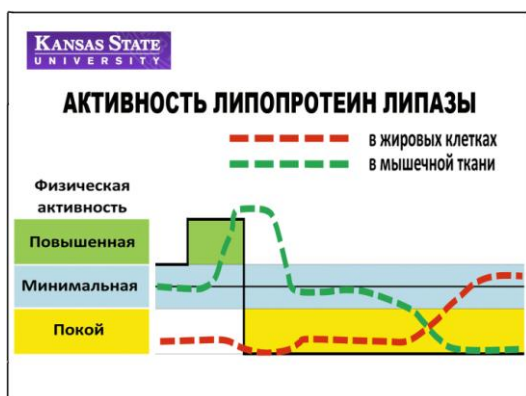 KANSAS STATE
UNIVERSITY
АКТИВНОСТЬ ЛИПОПРОТЕИН ЛИПАЗЫ
в жировых клетках
в мышечной ткани
Физическая
активность
Повышенная
Минимальная
Покой